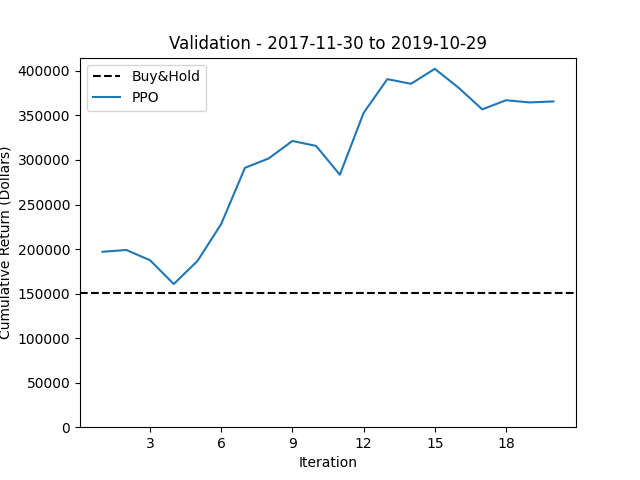 Validation - 2017-11-30 to 2019-10-29
Buy&Hold
PPO
Cumulative Return (Dollars)
400000
350000
300000
250000
200000
150000
100000
50000
0
3 6 9 12 15 18
Iteration